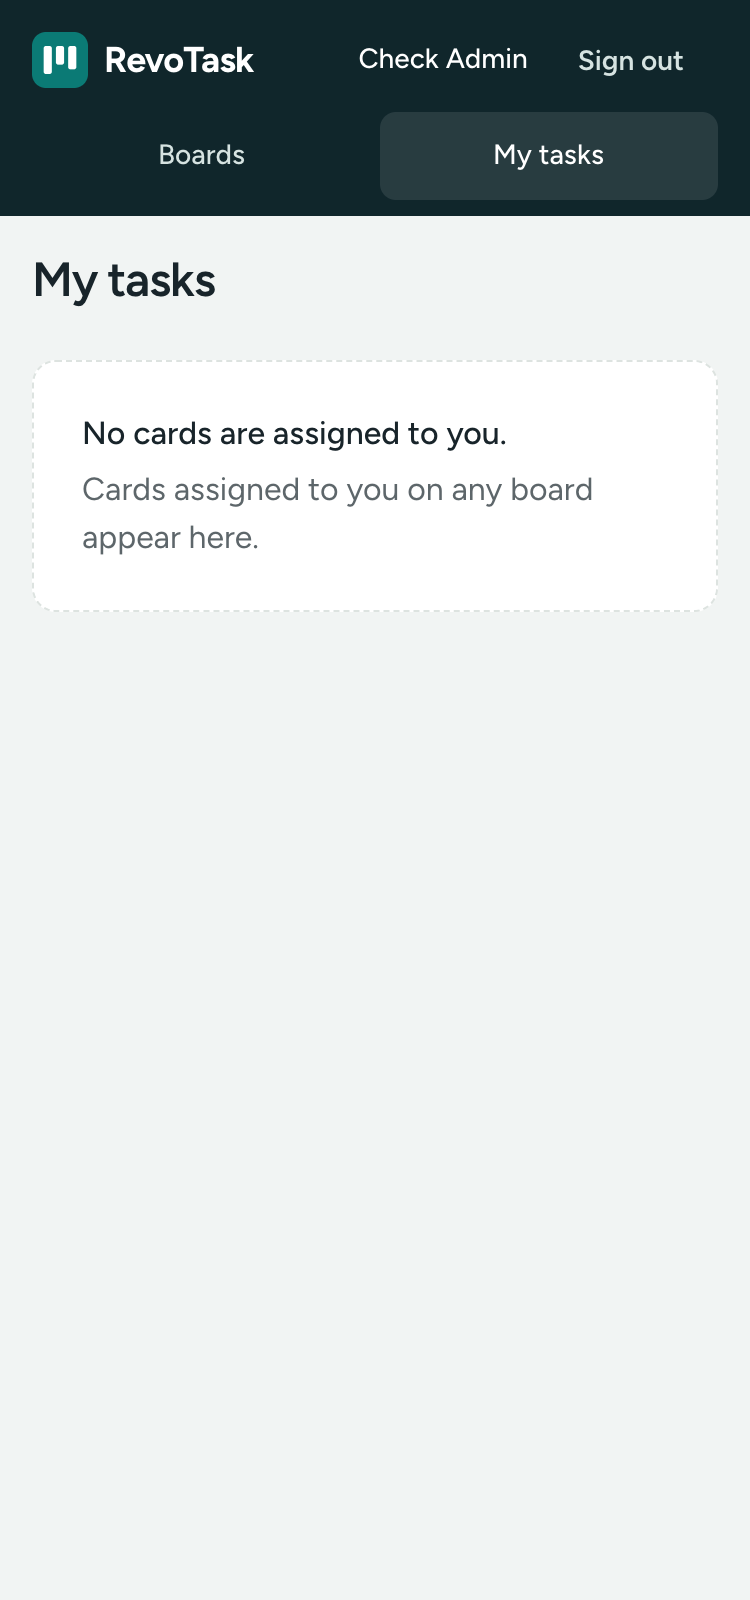 RevoTask
Check Admin
Sign out
Boards
My tasks
My tasks
No cards are assigned to you.
Cards assigned to you on any board
appear here.